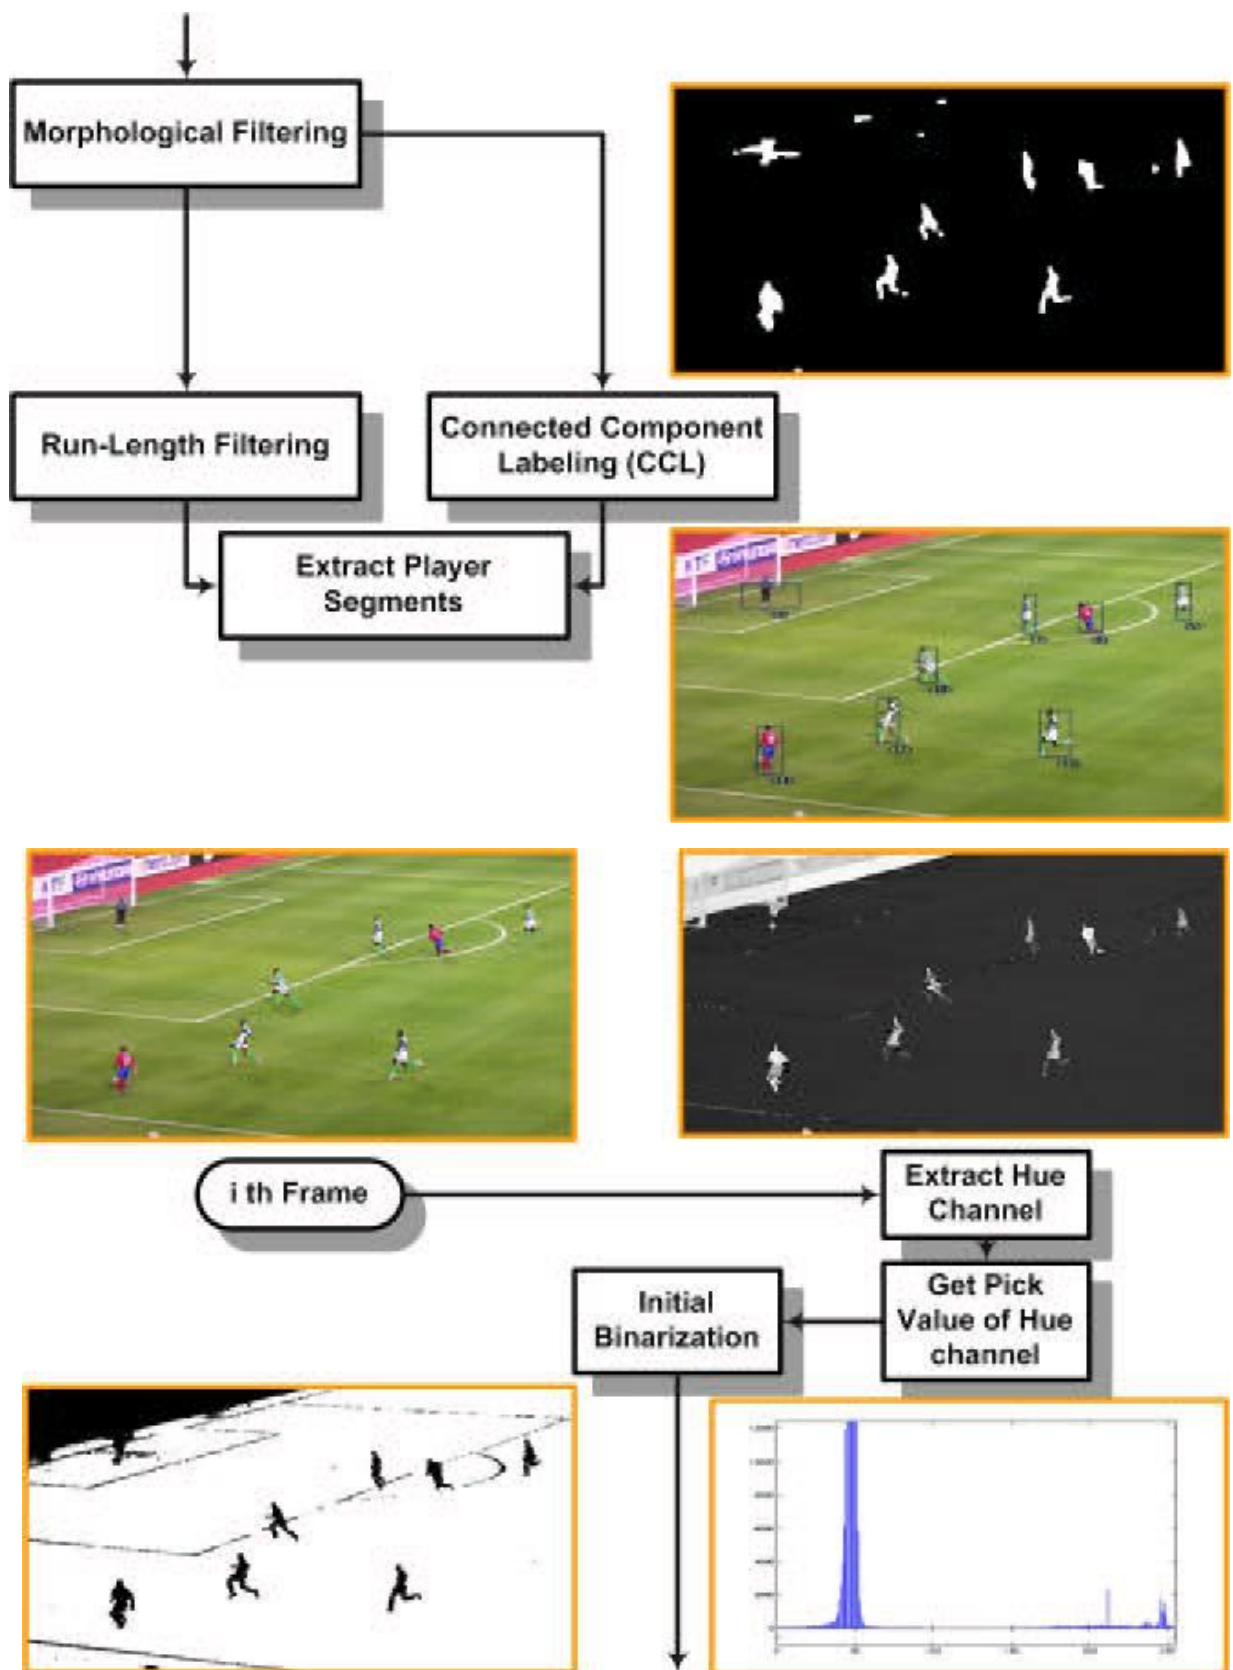 Morphological Filtering
Run-Length Filtering
Connected Component
Labeling (CCL)
Extract Player
Segments
i th Frame
Extract Hue
Channel
Get Pick
Value of Hue
channel
Initial
Binarization